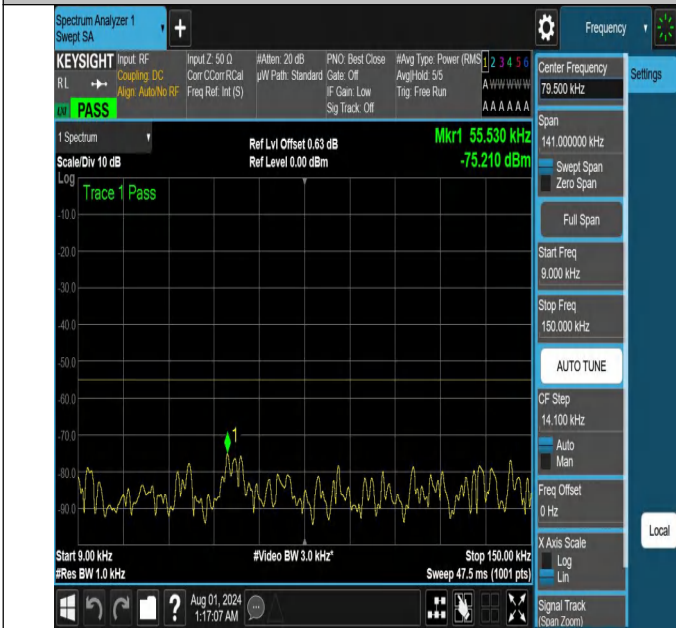 Spectrum Analyzer 1
Swept SA
+
Frequency
KEYSIGHT
RL
PASS
Input: RF
Coupling: DC
Align: Auto/No RF
Input Z: 50 Ω
Corr CCorr RCal
Freq Ref: Int (S)
#Atten: 20 dB
µW Path: Standard
PNO: Best Close
Gate: Off
IF Gain: Low
Sig Track: Off
#Avg Type: Power (RMS
Avg|Hold: 5/5
Trig: Free Run
1 2 3 4 5 6
A W W W W W
A A A A A A
1 Spectrum
Scale/Div 10 dB
Ref Lvl Offset 0.63 dB
Ref Level 0.00 dBm
Mkr1 55.530 kHz
-75.210 dBm
Log
Trace 1 Pass
-10.0
-20.0
-30.0
-40.0
-50.0
-60.0
-70.0
-80.0
-90.0
1
Start 9.00 kHz
#Res BW 1.0 kHz
#Video BW 3.0 kHz*
Stop 150.00 kHz
Sweep 47.5 ms (1001 pts)
Aug 01, 2024
1:17:07 AM
Center Frequency
79.500 kHz
Span
141.000000 kHz
Swept Span
Zero Span
Full Span
Start Freq
9.000 kHz
Stop Freq
150.000 kHz
AUTO TUNE
CF Step
14.100 kHz
Auto
Man
Freq Offset
0 Hz
X Axis Scale
Log
Lin
Signal Track
(Span Zoom)
Settings
Local